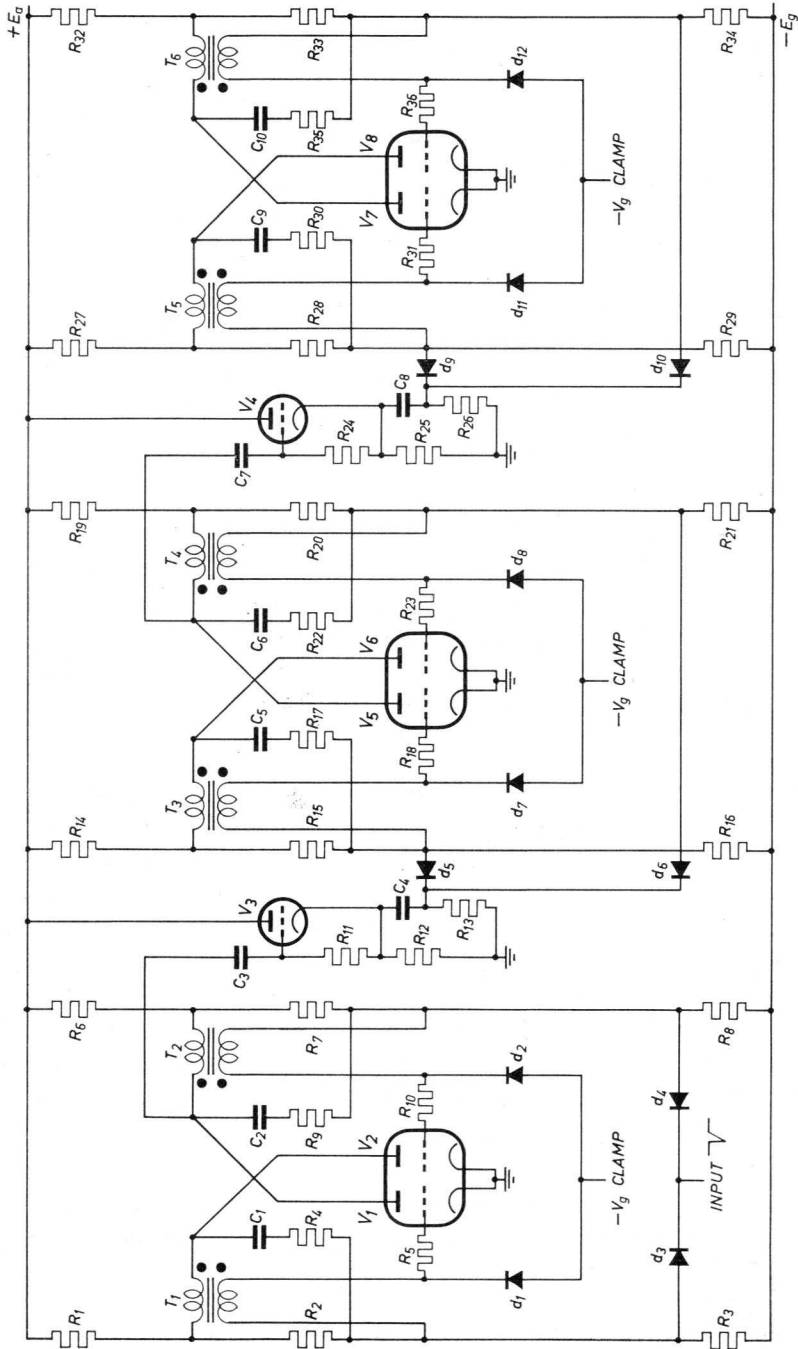 +Ea
R32
R33
R34
−Eg
T6
C10
R35
R36
d12
V8
V7
−Vg CLAMP
C9
R30
R31
d11
T5
R27
R28
R29
d9
d10
V4
C8
R24
R25
R26
C7
R19
R20
R21
T4
C6
R22
R23
d8
V6
V5
−Vg CLAMP
C5
R17
R18
d7
T3
R14
R15
R16
d5
d6
V3
C4
R11
R12
R13
C3
R6
R7
R8
T2
C2
R9
R10
d2
d4
V2
V1
−Vg CLAMP
INPUT
C1
R4
R5
d1
d3
T1
R1
R2
R3